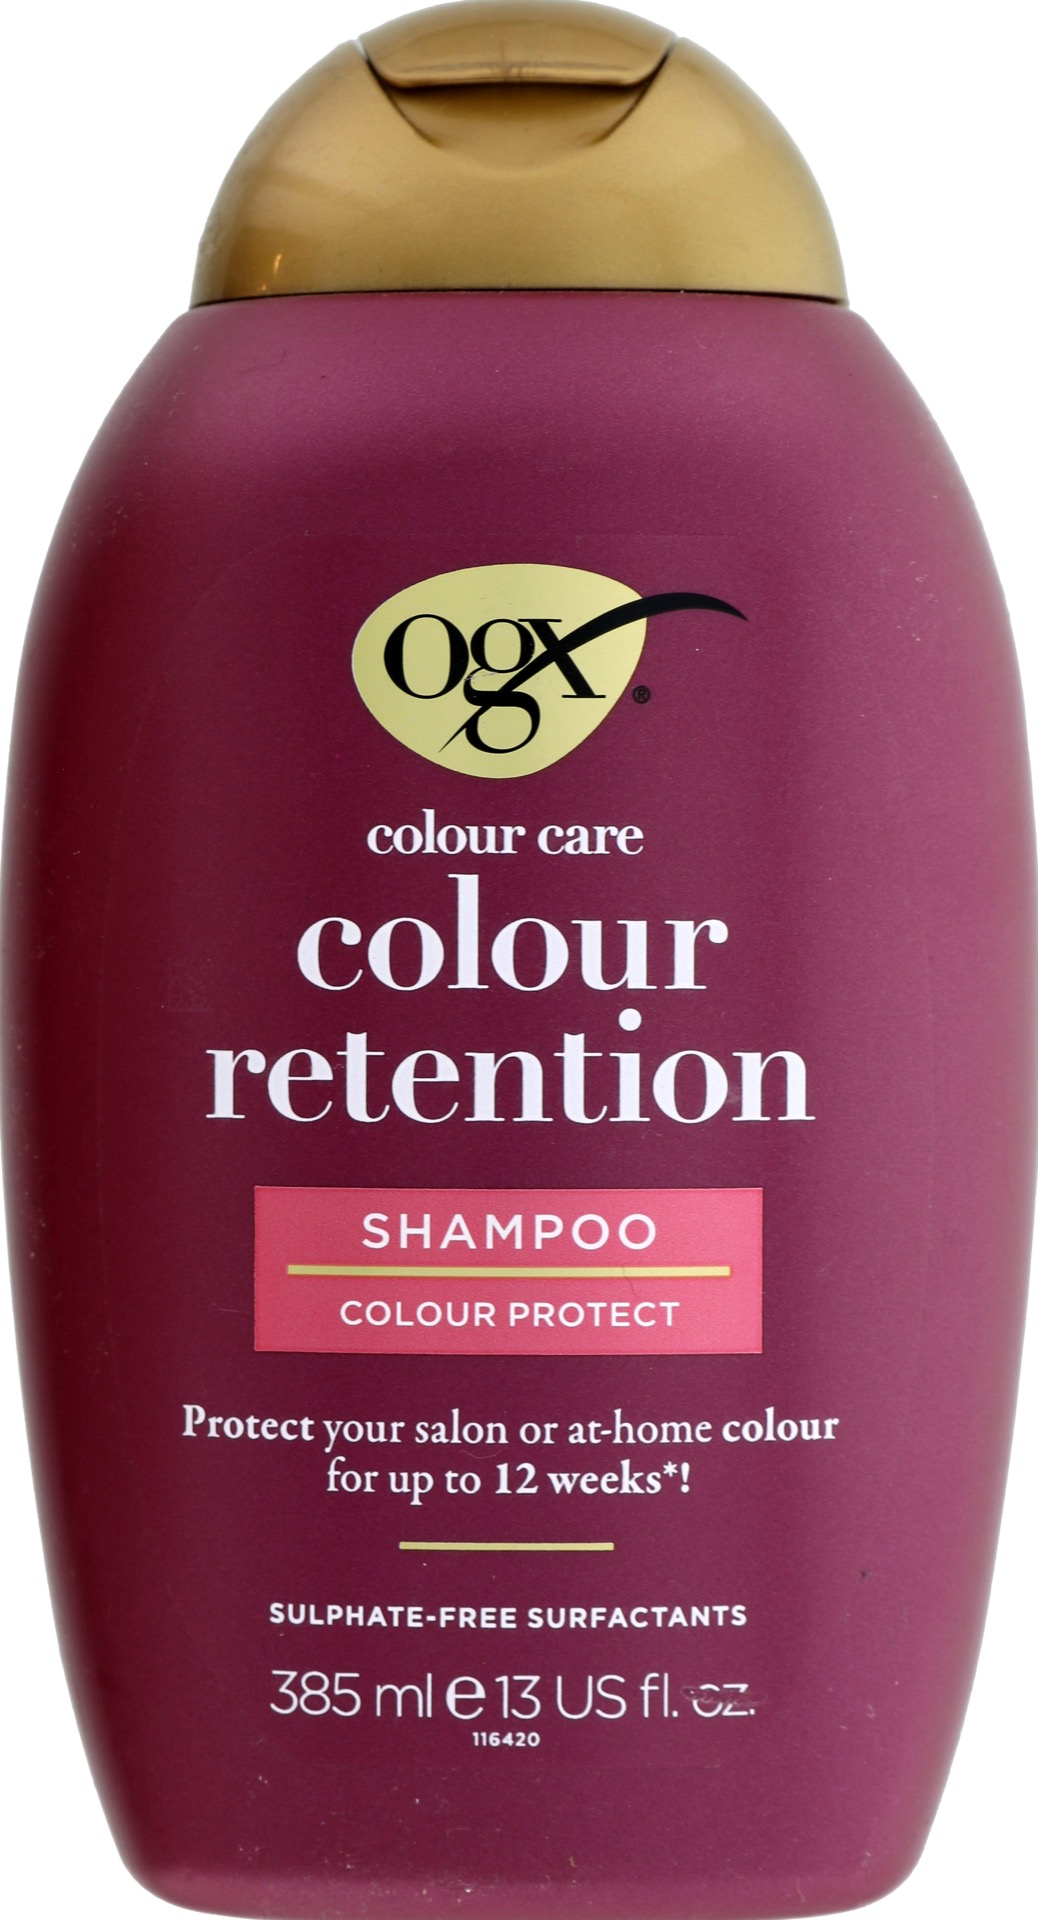 ogx®
colour care
colour
retention
SHAMPOO
COLOUR PROTECT
Protect your salon or at-home colour
for up to 12 weeks*!
SULPHATE-FREE SURFACTANTS
385 ml e 13 US fl. oz.
116420